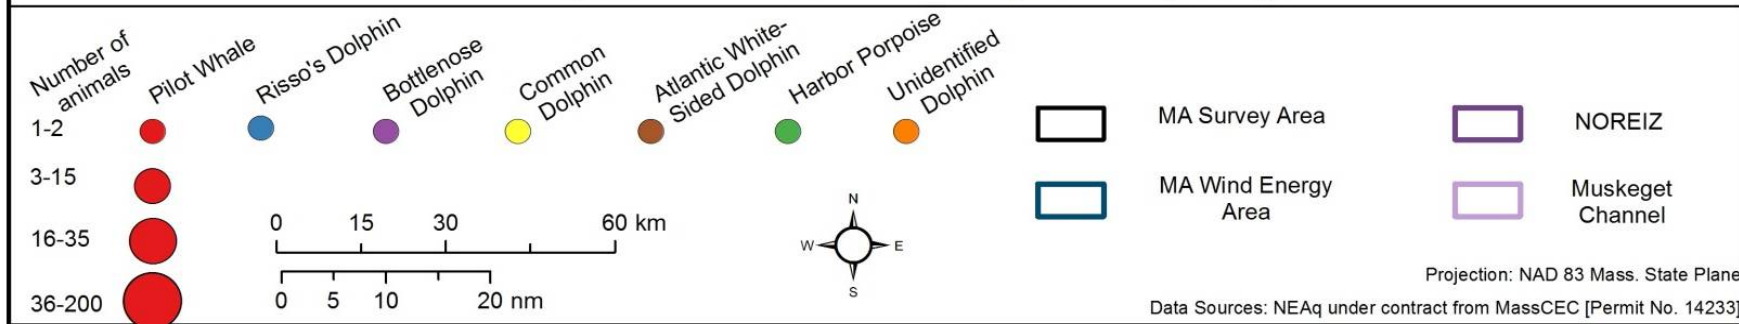 Number of
animals
Pilot Whale
Risso's Dolphin
Bottlenose
Dolphin
Common
Dolphin
Atlantic White-
Sided Dolphin
Harbor Porpoise
Unidentified
Dolphin
1-2
3-15
16-35
36-200
0 15 30 60 km
0 5 10 20 nm
N
W E
S
MA Survey Area
MA Wind Energy
Area
NOREIZ
Muskeget
Channel
Projection: NAD 83 Mass. State Plane
Data Sources: NEAq under contract from MassCEC [Permit No. 14233]